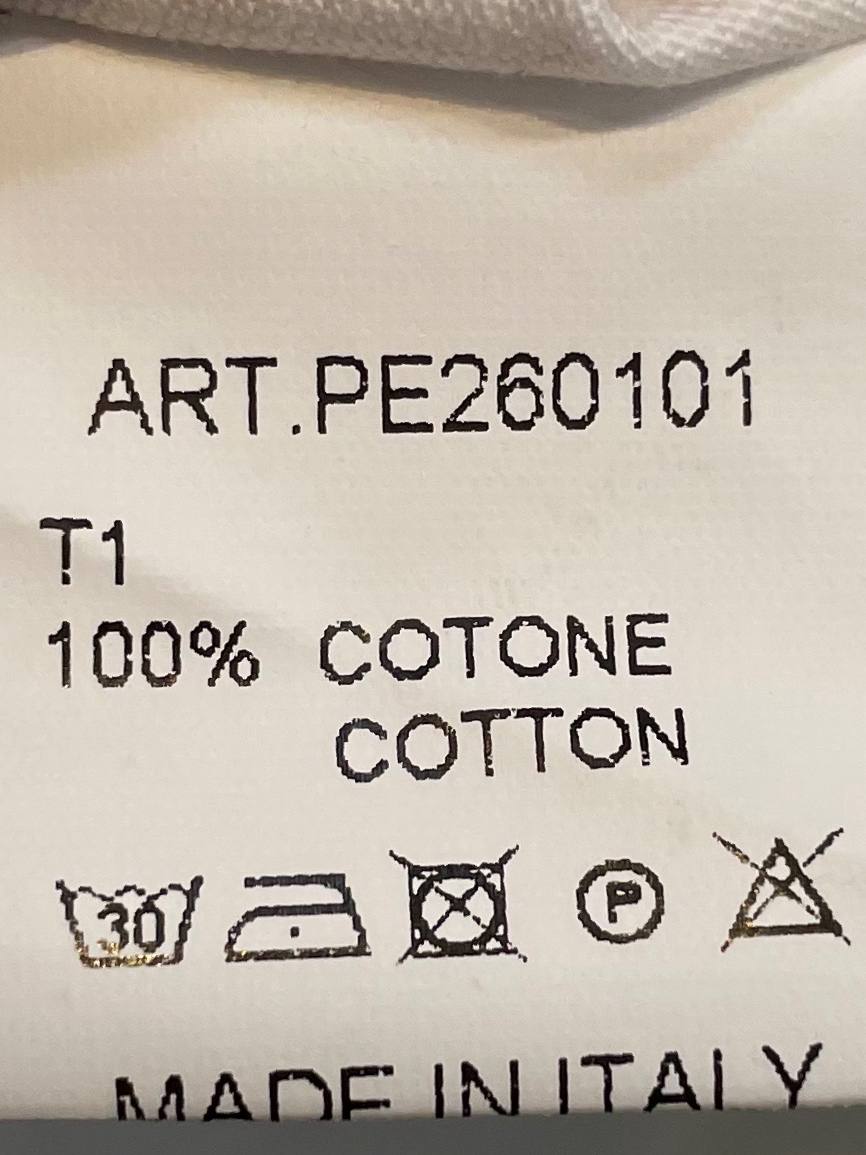 ART.PE260101
T1
100% COTONE
COTTON
30 P
MADE IN ITALY